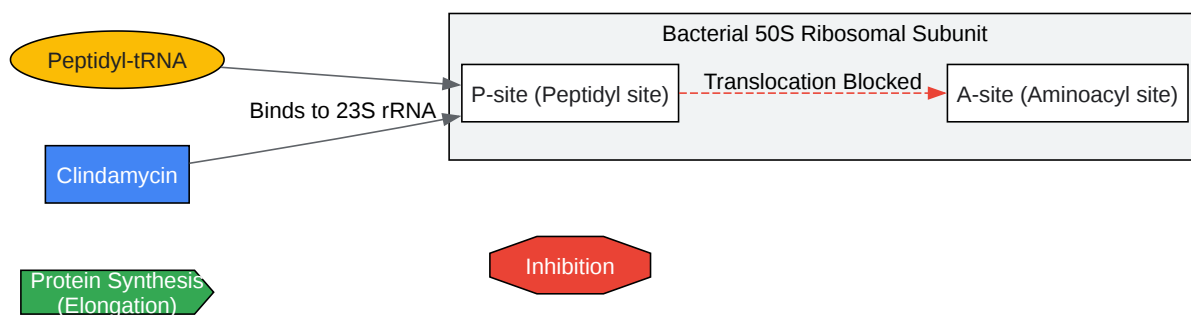 Bacterial 50S Ribosomal Subunit
Peptidyl-tRNA
P-site (Peptidyl site)
Translocation Blocked
A-site (Aminoacyl site)
Binds to 23S rRNA
Clindamycin
Inhibition
Protein Synthesis
(Elongation)